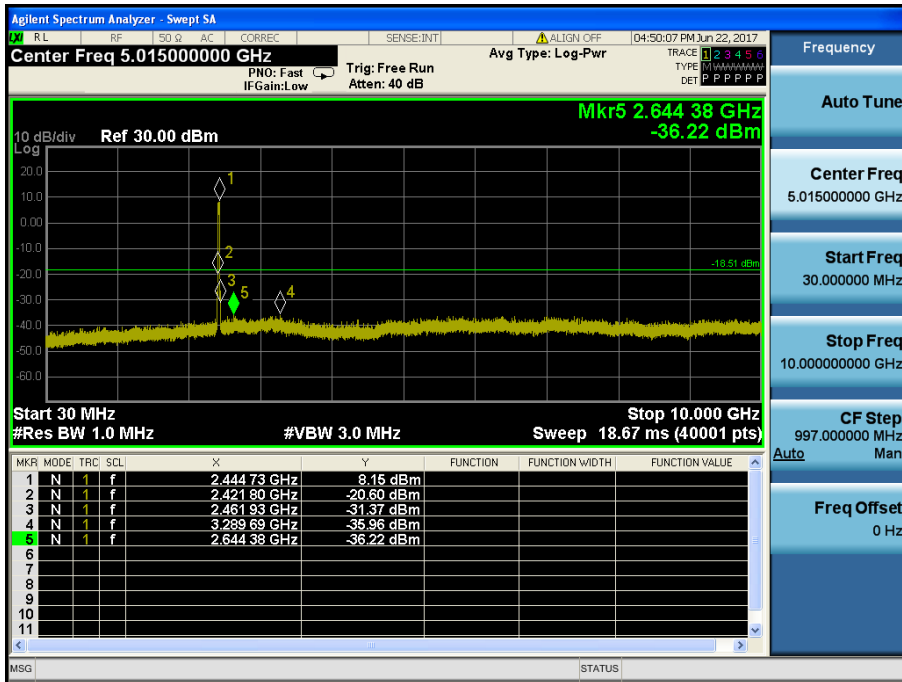 Agilent Spectrum Analyzer - Swept SA
LXI RL RF 50 Ω AC CORREC SENSE:INT ALIGN OFF 04:50:07 PM Jun 22, 2017
Center Freq 5.015000000 GHz
PNO: Fast
IFGain:Low
Trig: Free Run
Atten: 40 dB
Avg Type: Log-Pwr
TRACE 1 2 3 4 5 6
TYPE M
DET P P P P P P
Mkr5 2.644 38 GHz
-36.22 dBm
10 dB/div Ref 30.00 dBm
Log
20.0
10.0
0.00
-10.0
-20.0
-30.0
-40.0
-50.0
-60.0
1
2
3
5
4
-18.51 dBm
Start 30 MHz Stop 10.000 GHz
#Res BW 1.0 MHz #VBW 3.0 MHz Sweep 18.67 ms (40001 pts)
MKR MODE TRC SCL X Y FUNCTION FUNCTION WIDTH FUNCTION VALUE
1 N 1 f 2.444 73 GHz 8.15 dBm
2 N 1 f 2.421 80 GHz -20.60 dBm
3 N 1 f 2.461 93 GHz -31.37 dBm
4 N 1 f 3.289 69 GHz -35.96 dBm
5 N 1 f 2.644 38 GHz -36.22 dBm
6
7
8
9
10
11
MSG STATUS
Frequency
Auto Tune
Center Freq
5.015000000 GHz
Start Freq
30.000000 MHz
Stop Freq
10.000000000 GHz
CF Step
997.000000 MHz
Auto Man
Freq Offset
0 Hz